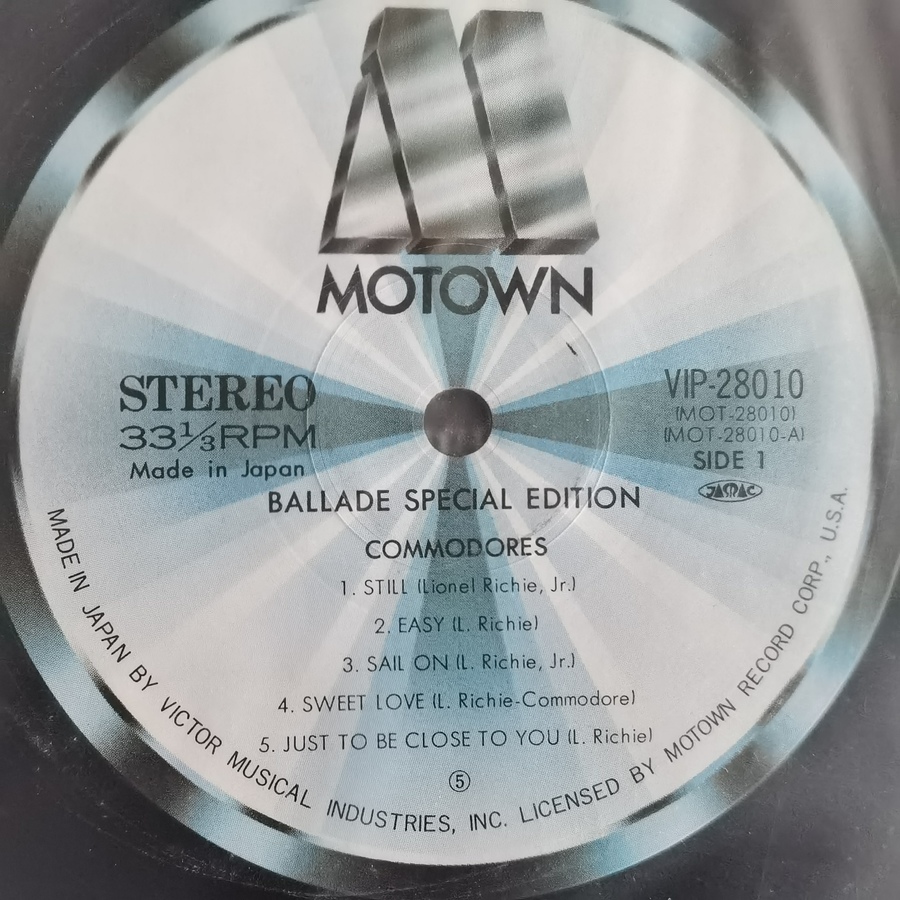 MOTOWN
STEREO
33⅓RPM
Made in Japan
VIP-28010
(MOT-28010)
(MOT-28010-A)
SIDE 1
JASRAC
BALLADE SPECIAL EDITION
COMMODORES
1. STILL (Lionel Richie, Jr.)
2. EASY (L. Richie)
3. SAIL ON (L. Richie, Jr.)
4. SWEET LOVE (L. Richie-Commodore)
5. JUST TO BE CLOSE TO YOU (L. Richie)
⑤
MADE IN JAPAN BY VICTOR MUSICAL INDUSTRIES, INC. LICENSED BY MOTOWN RECORD CORP., U.S.A.